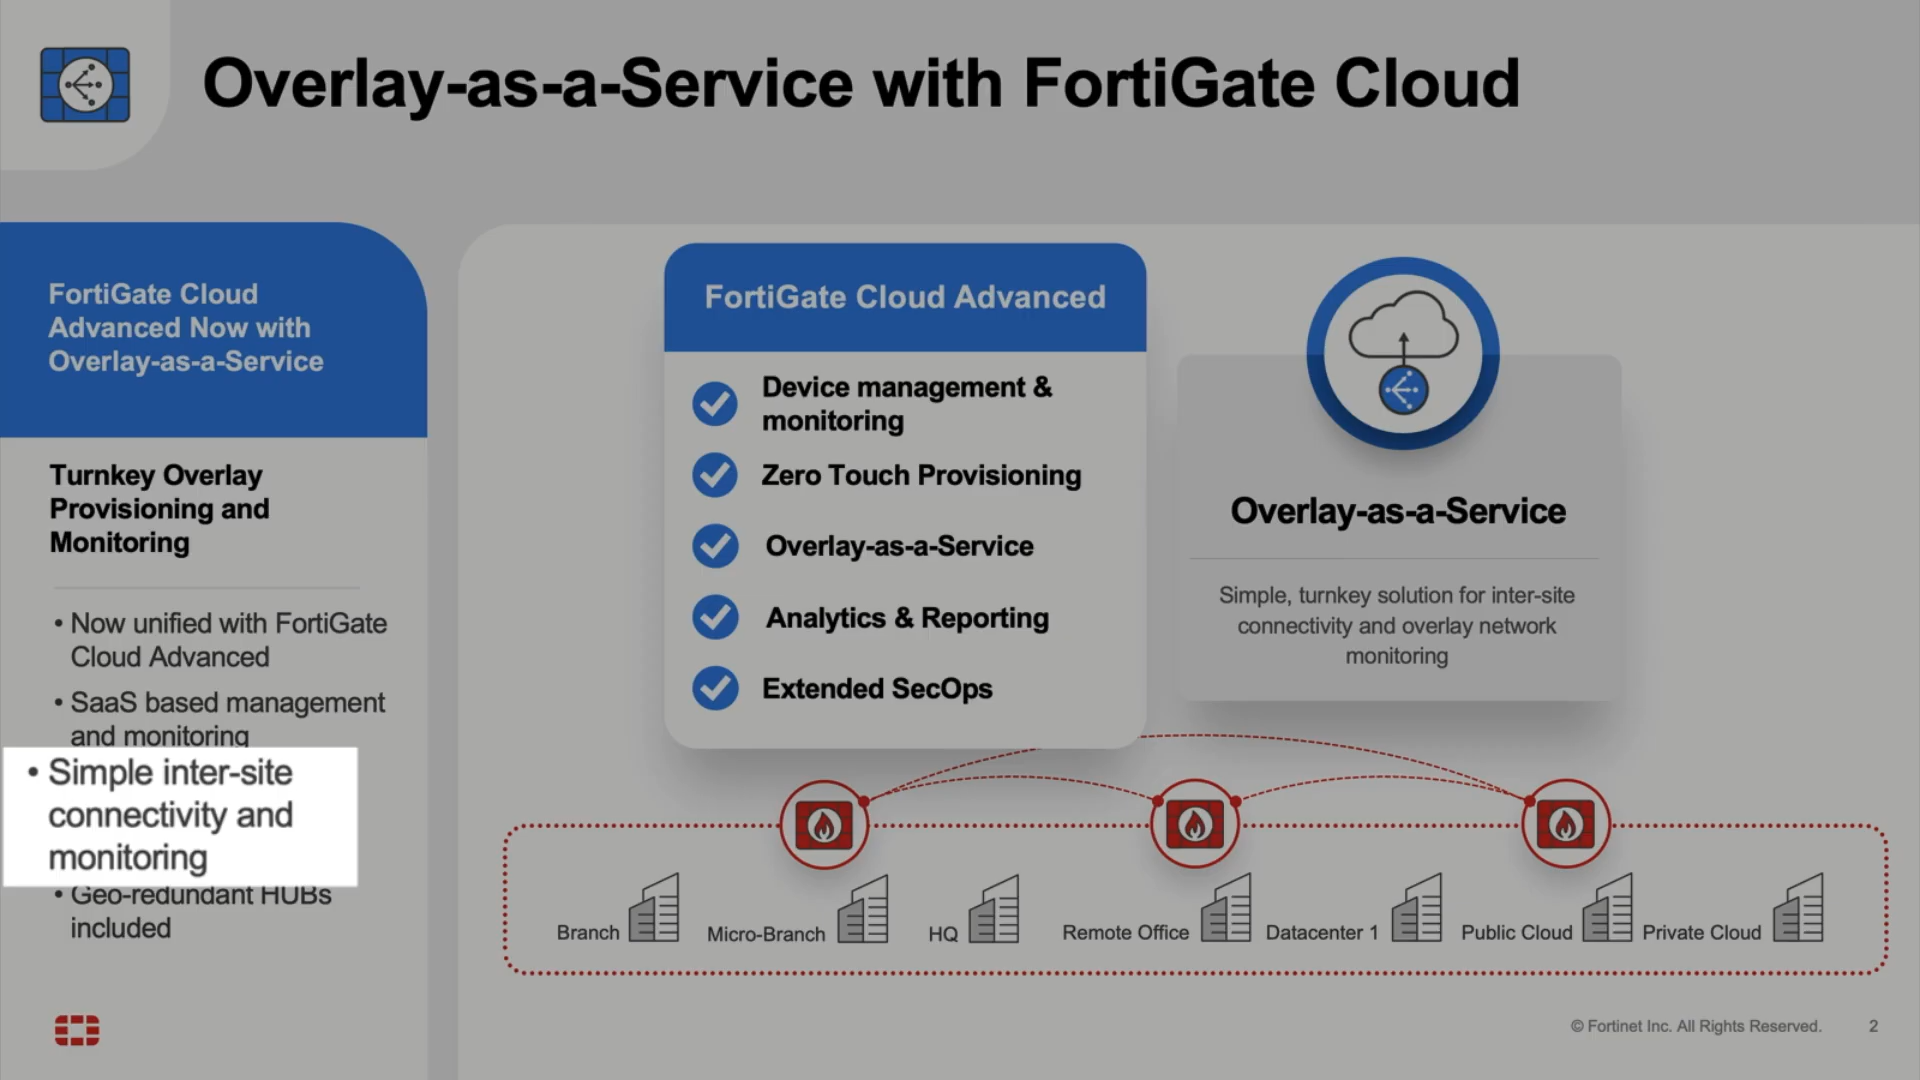 Overlay-as-a-Service with FortiGate Cloud
FortiGate Cloud
Advanced Now with
Overlay-as-a-Service
Turnkey Overlay
Provisioning and
Monitoring
• Now unified with FortiGate
Cloud Advanced
• SaaS based management
and monitoring
• Simple inter-site
connectivity and
monitoring
• Geo-redundant HUBs
included
FortiGate Cloud Advanced
Device management &
monitoring
Zero Touch Provisioning
Overlay-as-a-Service
Analytics & Reporting
Extended SecOps
Overlay-as-a-Service
Simple, turnkey solution for inter-site
connectivity and overlay network
monitoring
Branch
Micro-Branch
HQ
Remote Office
Datacenter 1
Public Cloud
Private Cloud
© Fortinet Inc. All Rights Reserved.
2